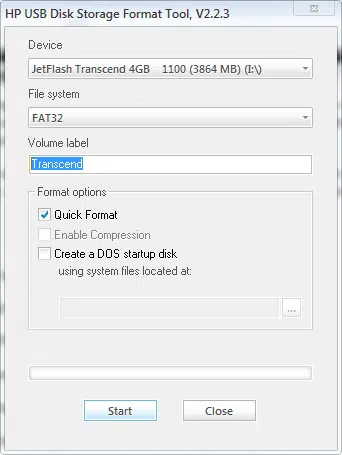 HP USB Disk Storage Format Tool, V2.2.3
Device
JetFlash Transcend 4GB 1100 (3864 MB) (I:\)
File system
FAT32
Volume label
Transcend
Format options
Quick Format
Enable Compression
Create a DOS startup disk
using system files located at:
...
Start
Close